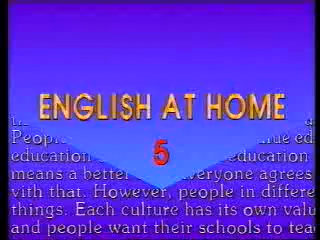 ENGLISH AT HOME
5
education education
means a better everyone agrees
with that. However, people in differe
things. Each culture has its own valu
and people want their schools to tea